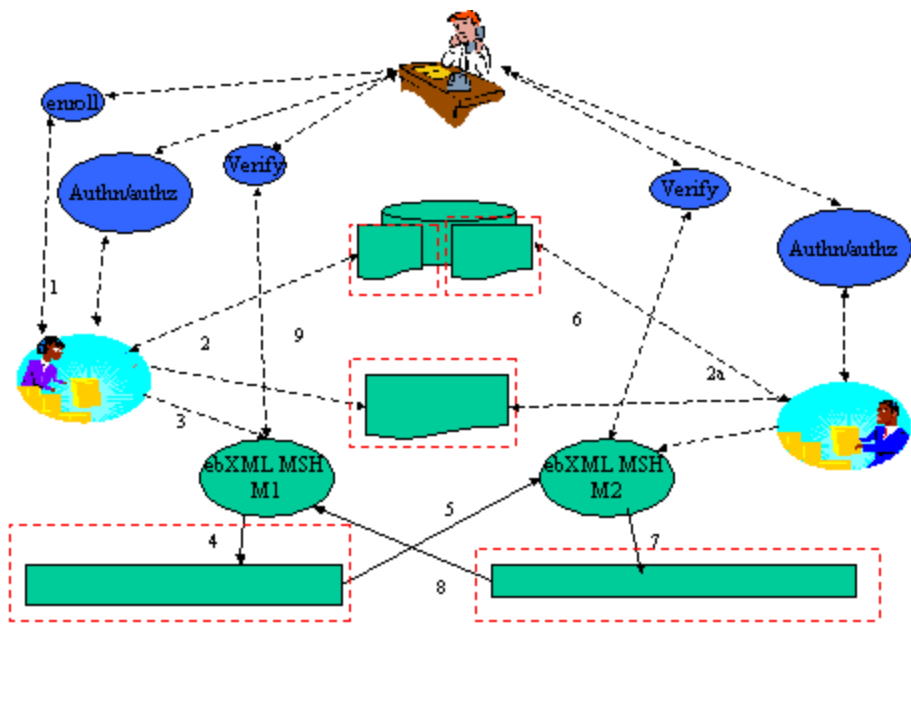 enroll
Verify
Authn/authz
Verify
Authn/authz
1
2
9
6
2a
3
ebXML MSH
M1
ebXML MSH
M2
5
4
7
8